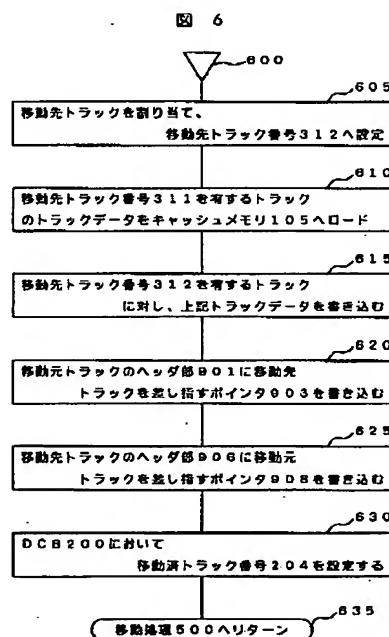 図 6
600
605
移動先トラックを割り当て、
移動先トラック番号312へ設定
610
移動先トラック番号311を有するトラック
のトラックデータをキャッシュメモリ105へロード
615
移動先トラック番号312を有するトラック
に対し、上記トラックデータを書き込む
620
移動元トラックのヘッダ部901に移動先
トラックを差し指すポインタ903を書き込む
625
移動先トラックのヘッダ部906に移動元
トラックを差し指すポインタ908を書き込む
630
DCB200において
移動済トラック番号204を設定する
635
移動処理500へリターン